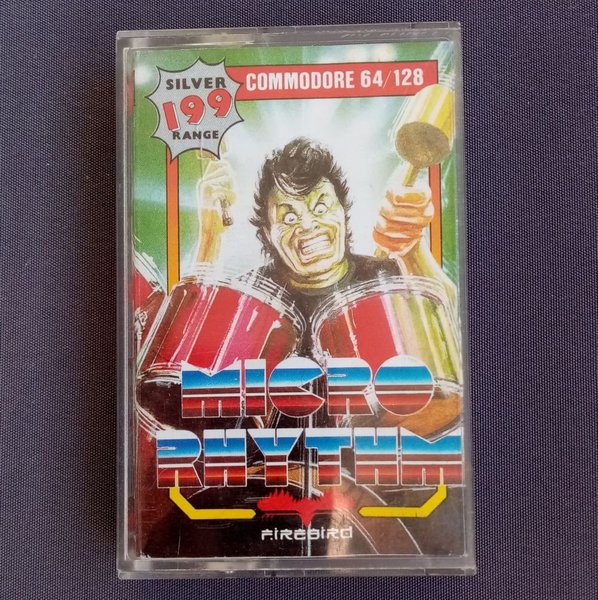 SILVER
199
RANGE
COMMODORE 64/128
MICRO
RHYTHM
FIREBIRD